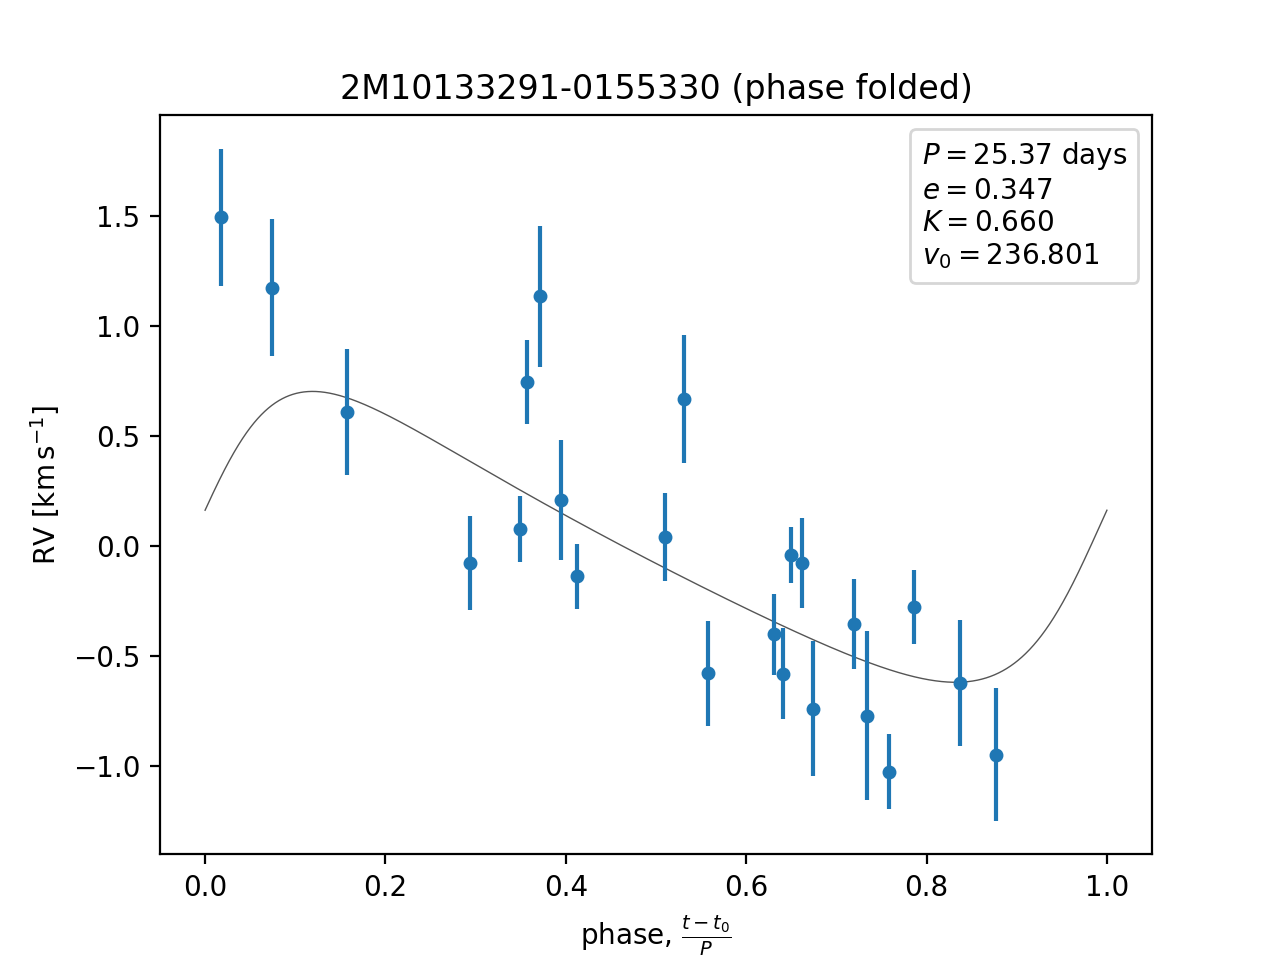 2M10133291-0155330 (phase folded)
P = 25.37 days
e = 0.347
K = 0.660
v₀ = 236.801
1.5
1.0
0.5
0.0
−0.5
−1.0
RV [km s⁻¹]
0.0 0.2 0.4 0.6 0.8 1.0
phase, (t − t₀)/P